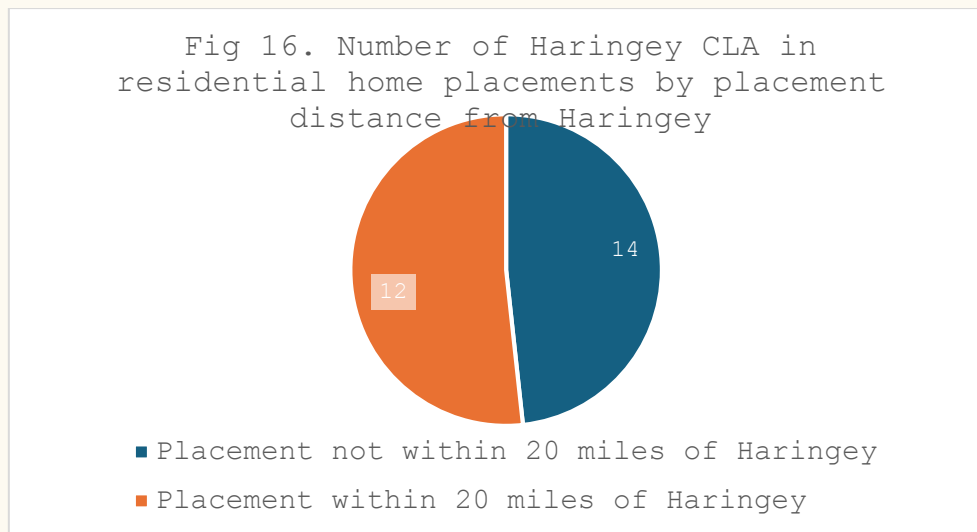 Fig 16. Number of Haringey CLA in
residential home placements by placement
distance from Haringey
14
12
Placement not within 20 miles of Haringey
Placement within 20 miles of Haringey